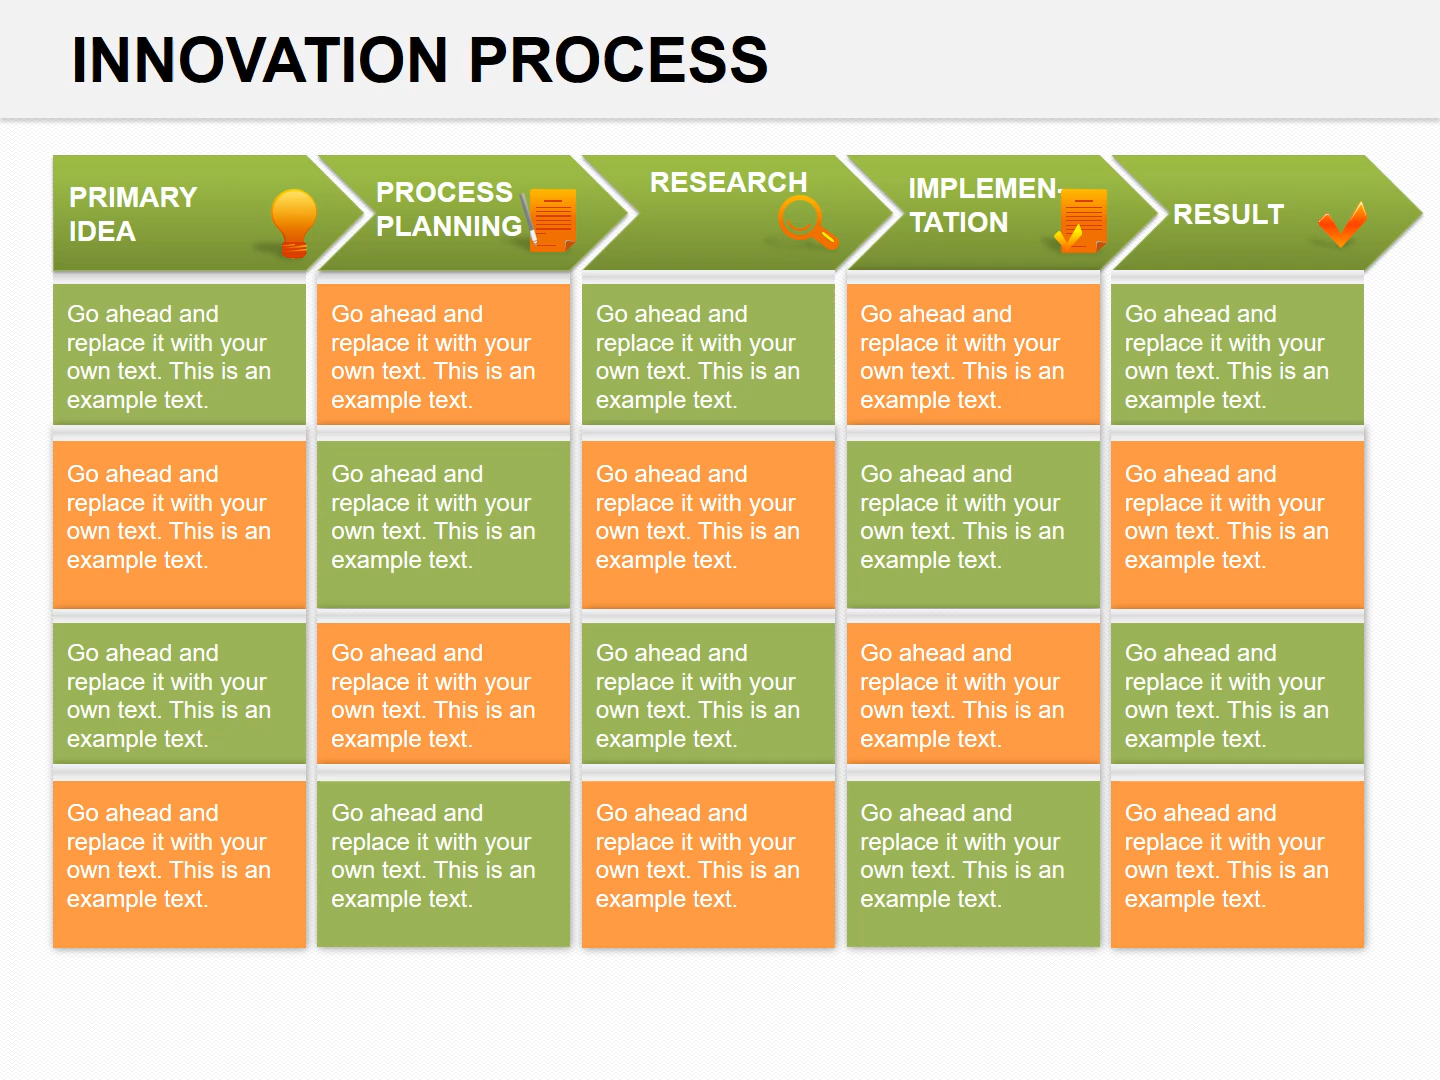 INNOVATION PROCESS
PRIMARY
IDEA
PROCESS
PLANNING
RESEARCH
IMPLEMEN-
TATION
RESULT
Go ahead and
replace it with your
own text. This is an
example text.
Go ahead and
replace it with your
own text. This is an
example text.
Go ahead and
replace it with your
own text. This is an
example text.
Go ahead and
replace it with your
own text. This is an
example text.
Go ahead and
replace it with your
own text. This is an
example text.
Go ahead and
replace it with your
own text. This is an
example text.
Go ahead and
replace it with your
own text. This is an
example text.
Go ahead and
replace it with your
own text. This is an
example text.
Go ahead and
replace it with your
own text. This is an
example text.
Go ahead and
replace it with your
own text. This is an
example text.
Go ahead and
replace it with your
own text. This is an
example text.
Go ahead and
replace it with your
own text. This is an
example text.
Go ahead and
replace it with your
own text. This is an
example text.
Go ahead and
replace it with your
own text. This is an
example text.
Go ahead and
replace it with your
own text. This is an
example text.
Go ahead and
replace it with your
own text. This is an
example text.
Go ahead and
replace it with your
own text. This is an
example text.
Go ahead and
replace it with your
own text. This is an
example text.
Go ahead and
replace it with your
own text. This is an
example text.
Go ahead and
replace it with your
own text. This is an
example text.